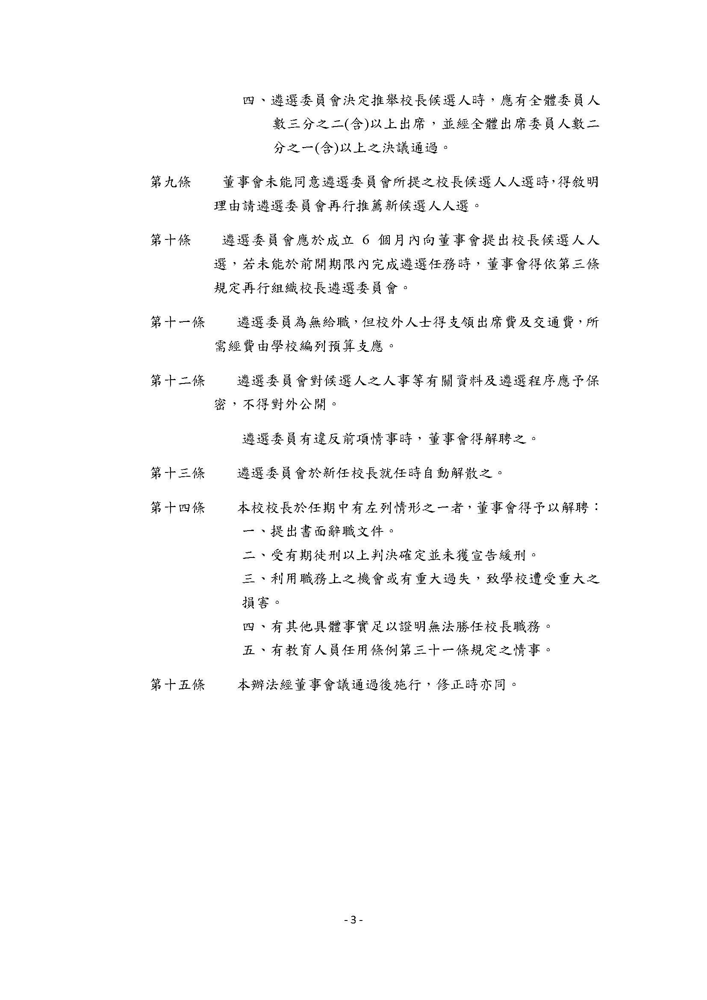 四、遴選委員會決定推舉校長候選人時，應有全體委員人
數三分之二(含)以上出席，並經全體出席委員人數二
分之一(含)以上之決議通過。
第九條 董事會未能同意遴選委員會所提之校長候選人人選時，得敘明
理由請遴選委員會再行推薦新候選人人選。
第十條 遴選委員會應於成立 6 個月內向董事會提出校長候選人人
選，若未能於前開期限內完成遴選任務時，董事會得依第三條
規定再行組織校長遴選委員會。
第十一條 遴選委員為無給職，但校外人士得支領出席費及交通費，所
需經費由學校編列預算支應。
第十二條 遴選委員會對候選人之人事等有關資料及遴選程序應予保
密，不得對外公開。
遴選委員有違反前項情事時，董事會得解聘之。
第十三條 遴選委員會於新任校長就任時自動解散之。
第十四條 本校校長於任期中有左列情形之一者，董事會得予以解聘：
一、提出書面辭職文件。
二、受有期徒刑以上判決確定並未獲宣告緩刑。
三、利用職務上之機會或有重大過失，致學校遭受重大之
損害。
四、有其他具體事實足以證明無法勝任校長職務。
五、有教育人員任用條例第三十一條規定之情事。
第十五條 本辦法經董事會議通過後施行，修正時亦同。
- 3 -